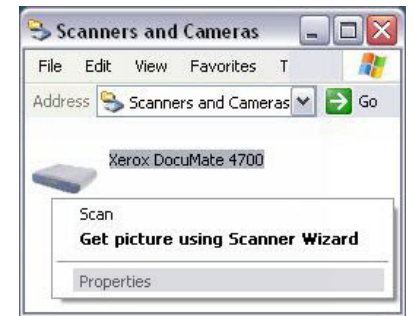 Scanners and Cameras
File Edit View Favorites T
Address Scanners and Cameras Go
Xerox DocuMate 4700
Scan
Get picture using Scanner Wizard
Properties